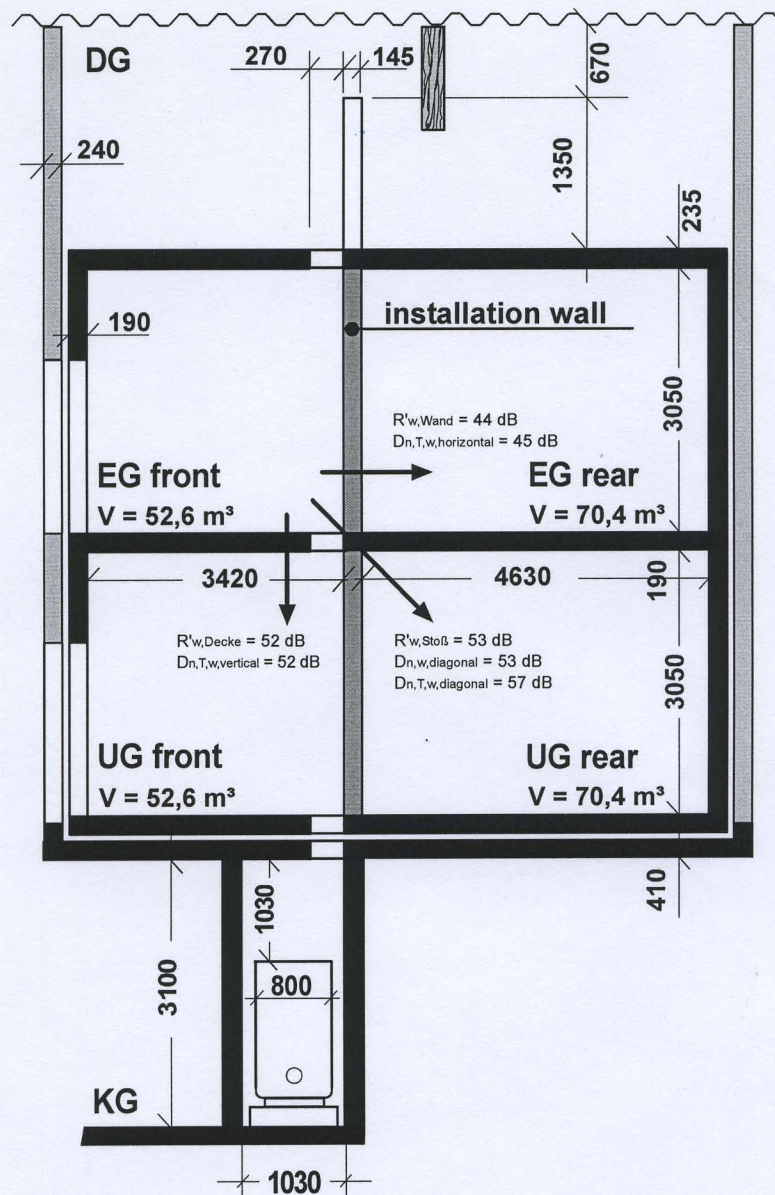 DG
270
145
670
240
1350
235
190
installation wall
3050
R'w,Wand = 44 dB
Dn,T,w,horizontal = 45 dB
EG front
V = 52,6 m³
EG rear
V = 70,4 m³
3420
4630
190
R'w,Decke = 52 dB
Dn,T,w,vertical = 52 dB
R'w,Stoß = 53 dB
Dn,w,diagonal = 53 dB
Dn,T,w,diagonal = 57 dB
3050
UG front
V = 52,6 m³
UG rear
V = 70,4 m³
410
1030
3100
800
KG
1030